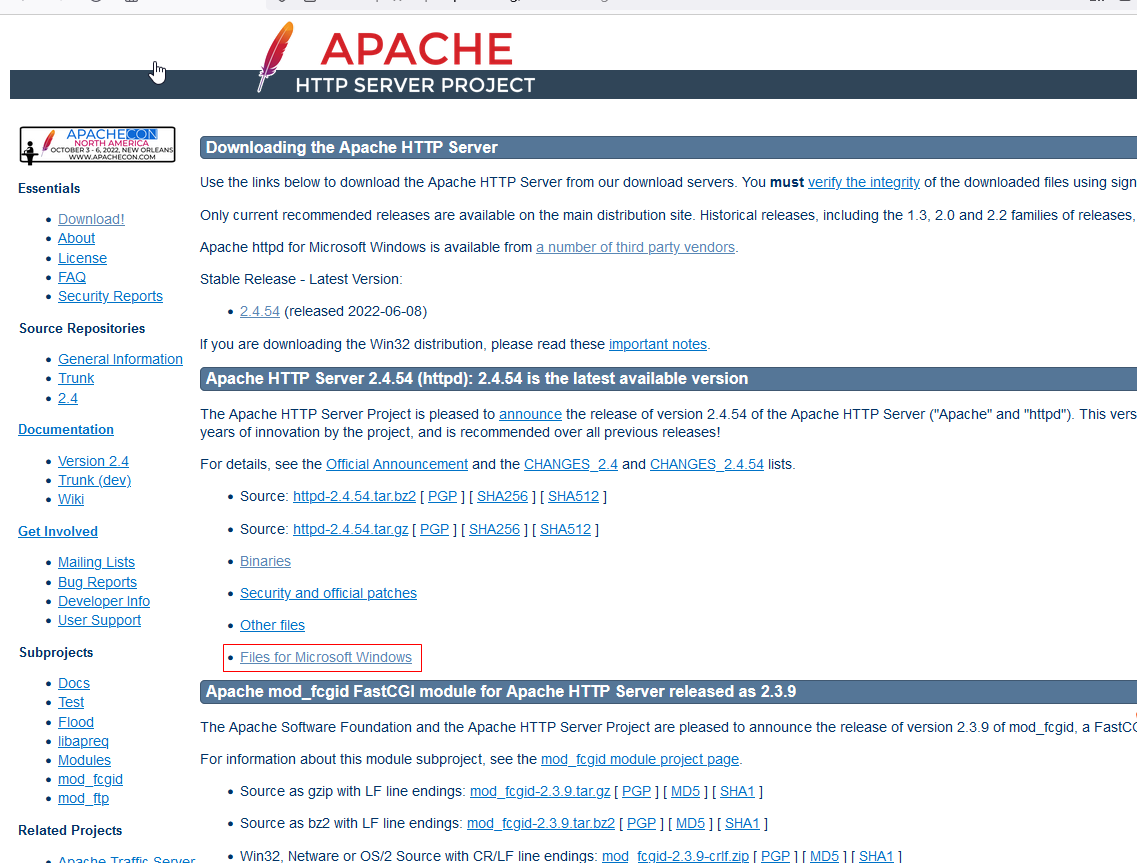 APACHE
HTTP SERVER PROJECT
APACHECON
NORTH AMERICA
OCTOBER 3 - 6, 2022, NEW ORLEANS
WWW.APACHECON.COM
Essentials
Download!
About
License
FAQ
Security Reports
Source Repositories
General Information
Trunk
2.4
Documentation
Version 2.4
Trunk (dev)
Wiki
Get Involved
Mailing Lists
Bug Reports
Developer Info
User Support
Subprojects
Docs
Test
Flood
libapreq
Modules
mod_fcgid
mod_ftp
Related Projects
Apache Traffic Server
Downloading the Apache HTTP Server
Use the links below to download the Apache HTTP Server from our download servers. You must verify the integrity of the downloaded files using sign
Only current recommended releases are available on the main distribution site. Historical releases, including the 1.3, 2.0 and 2.2 families of releases,
Apache httpd for Microsoft Windows is available from a number of third party vendors.
Stable Release - Latest Version:
2.4.54 (released 2022-06-08)
If you are downloading the Win32 distribution, please read these important notes.
Apache HTTP Server 2.4.54 (httpd): 2.4.54 is the latest available version
The Apache HTTP Server Project is pleased to announce the release of version 2.4.54 of the Apache HTTP Server ("Apache" and "httpd"). This vers
years of innovation by the project, and is recommended over all previous releases!
For details, see the Official Announcement and the CHANGES_2.4 and CHANGES_2.4.54 lists.
Source: httpd-2.4.54.tar.bz2 [ PGP ] [ SHA256 ] [ SHA512 ]
Source: httpd-2.4.54.tar.gz [ PGP ] [ SHA256 ] [ SHA512 ]
Binaries
Security and official patches
Other files
Files for Microsoft Windows
Apache mod_fcgid FastCGI module for Apache HTTP Server released as 2.3.9
The Apache Software Foundation and the Apache HTTP Server Project are pleased to announce the release of version 2.3.9 of mod_fcgid, a FastC
For information about this module subproject, see the mod_fcgid module project page.
Source as gzip with LF line endings: mod_fcgid-2.3.9.tar.gz [ PGP ] [ MD5 ] [ SHA1 ]
Source as bz2 with LF line endings: mod_fcgid-2.3.9.tar.bz2 [ PGP ] [ MD5 ] [ SHA1 ]
Win32, Netware or OS/2 Source with CR/LF line endings: mod_fcgid-2.3.9-crlf.zip [ PGP ] [ MD5 ] [ SHA1 ]